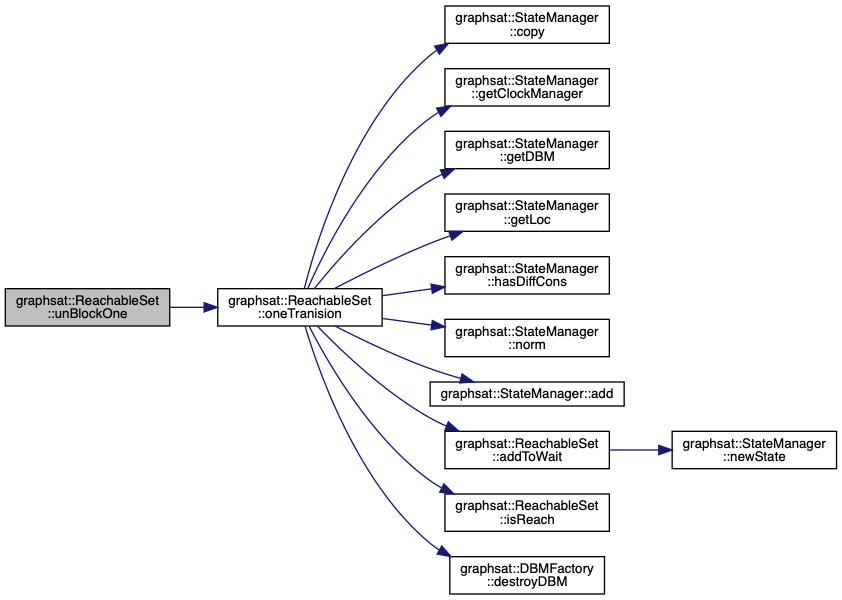 graphsat::StateManager
::copy
graphsat::StateManager
::getClockManager
graphsat::StateManager
::getDBM
graphsat::StateManager
::getLoc
graphsat::StateManager
::hasDiffCons
graphsat::ReachableSet
::unBlockOne
graphsat::ReachableSet
::oneTranision
graphsat::StateManager
::norm
graphsat::StateManager::add
graphsat::ReachableSet
::addToWait
graphsat::StateManager
::newState
graphsat::ReachableSet
::isReach
graphsat::DBMFactory
::destroyDBM